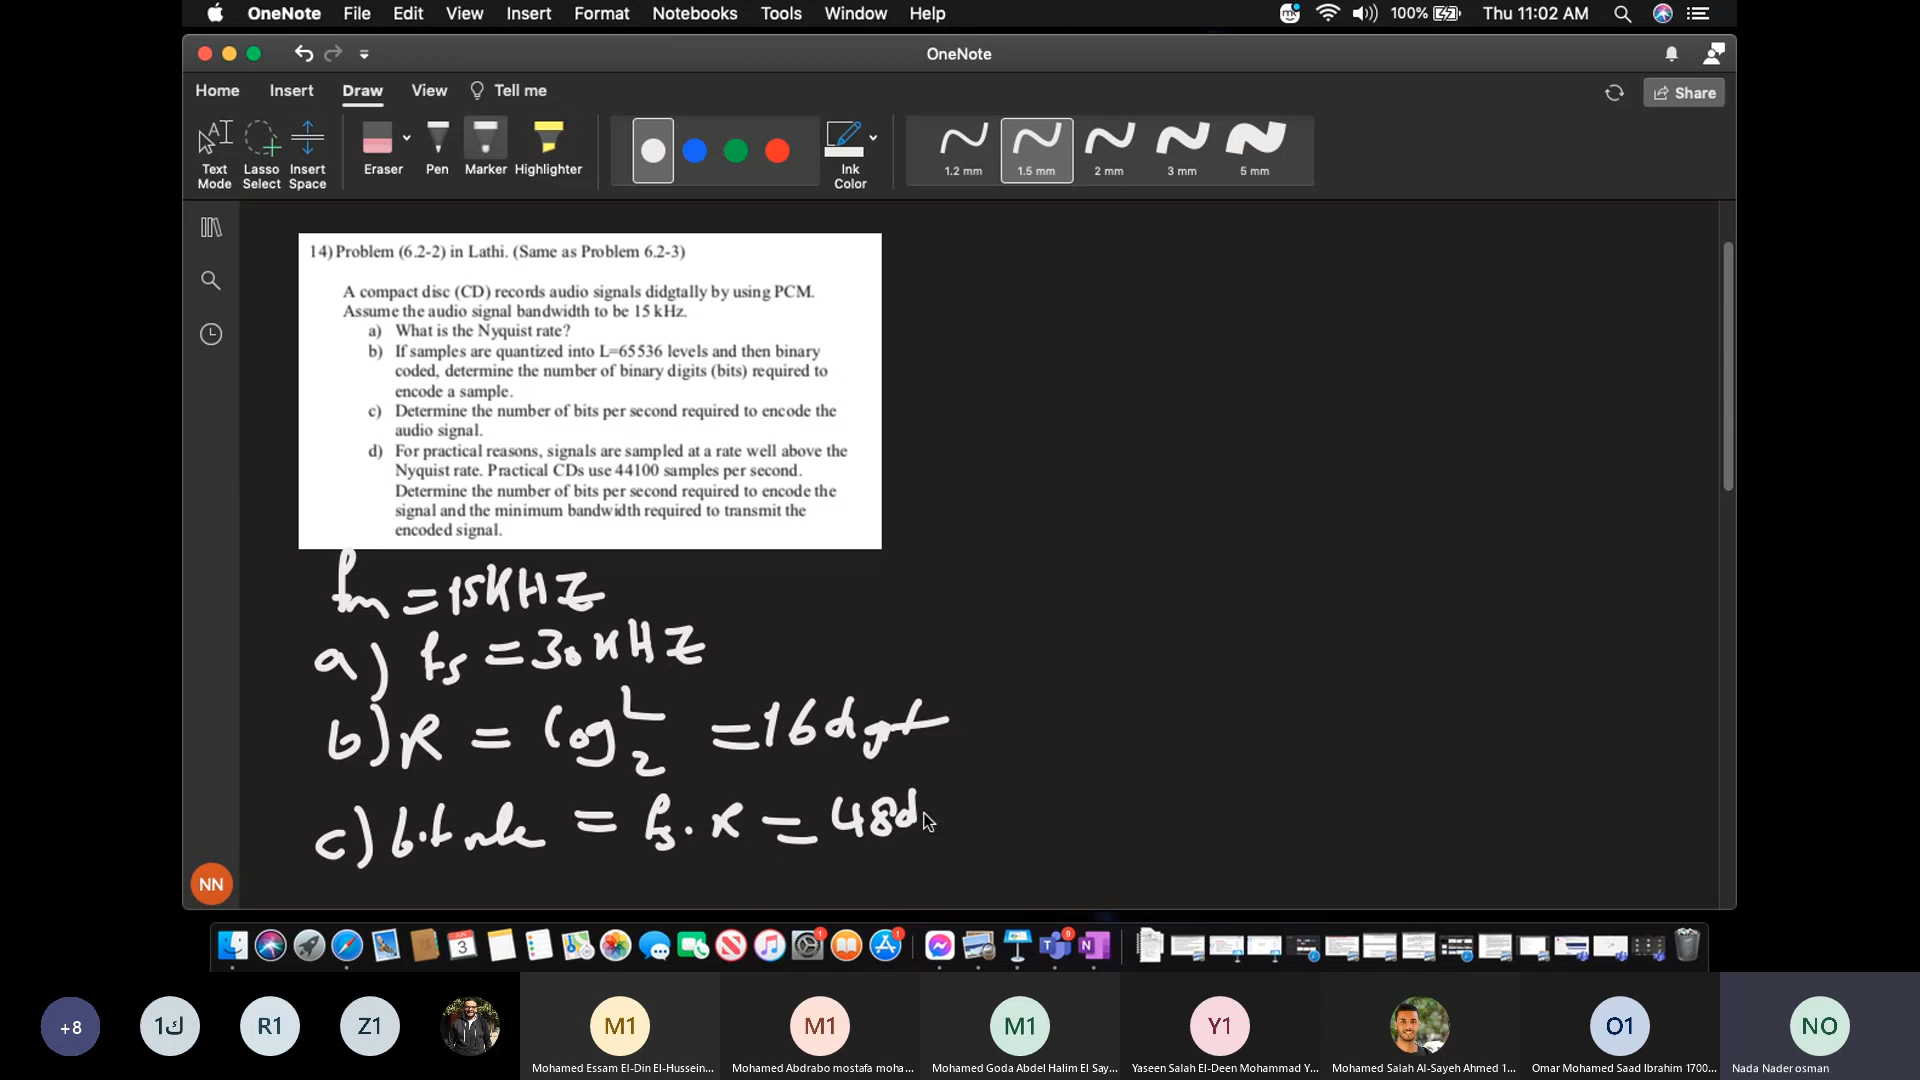 OneNote File Edit View Insert Format Notebooks Tools Window Help 100% Thu 11:02 AM
OneNote
Home Insert Draw View Tell me Share
Text Mode Lasso Select Insert Space Eraser Pen Marker Highlighter Ink Color 1.2 mm 1.5 mm 2 mm 3 mm 5 mm
14) Problem (6.2-2) in Lathi. (Same as Problem 6.2-3)
A compact disc (CD) records audio signals didgtally by using PCM.
Assume the audio signal bandwidth to be 15 kHz.
a) What is the Nyquist rate?
b) If samples are quantized into L=65536 levels and then binary
coded, determine the number of binary digits (bits) required to
encode a sample.
c) Determine the number of bits per second required to encode the
audio signal.
d) For practical reasons, signals are sampled at a rate well above the
Nyquist rate. Practical CDs use 44100 samples per second.
Determine the number of bits per second required to encode the
signal and the minimum bandwidth required to transmit the
encoded signal.
fm = 15KHZ
a) fs = 30KHZ
b) R = log2 L = 16
c) bit rate = fs . R = 48
NN
3
1 1 9
+8 1ك R1 Z1 M1 M1 M1 Y1 O1 NO
Mohamed Essam El-Din El-Hussein... Mohamed Abdrabo mostafa moha... Mohamed Goda Abdel Halim El Say... Yaseen Salah El-Deen Mohammad Y... Mohamed Salah Al-Sayeh Ahmed 1... Omar Mohamed Saad Ibrahim 1700... Nada Nader osman